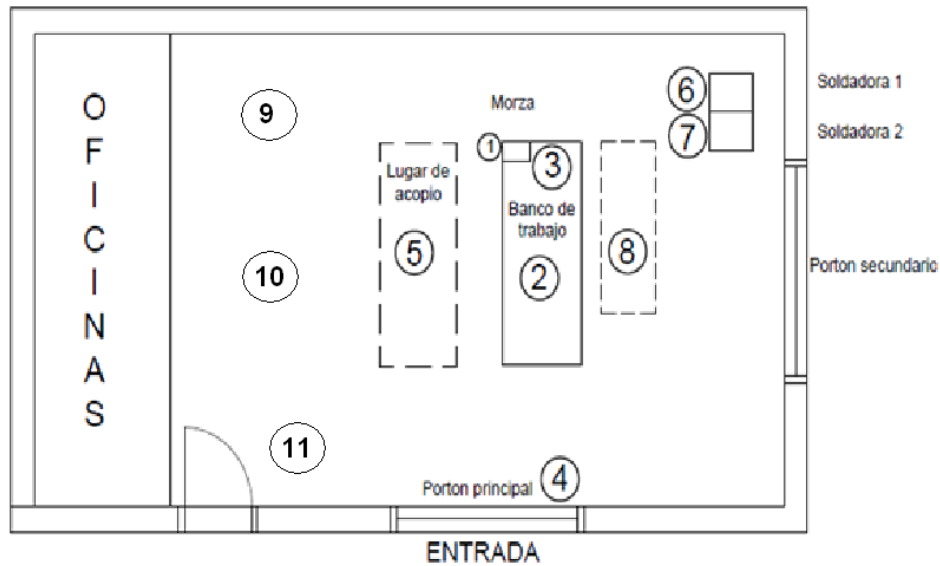 OFICINAS
9
10
11
Lugar de
acopio
5
Morza
1
3
Banco de
trabajo
2
8
6
7
Soldadora 1
Soldadora 2
Porton secundario
Porton principal
4
ENTRADA